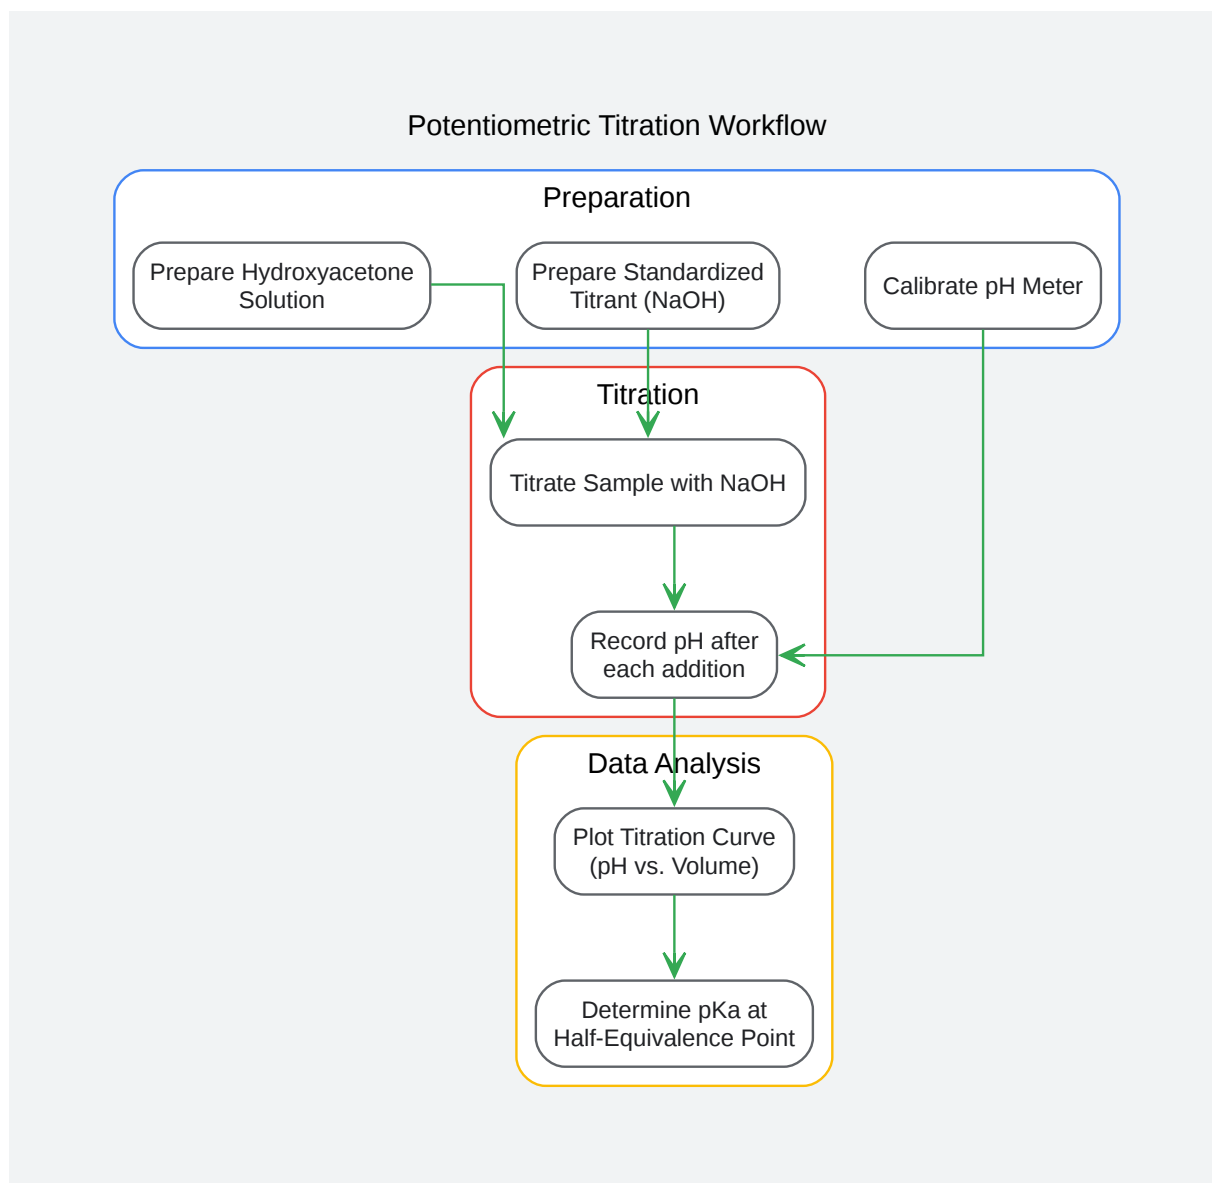 Potentiometric Titration Workflow
Preparation
Prepare Hydroxyacetone
Solution
Prepare Standardized
Titrant (NaOH)
Calibrate pH Meter
Titration
Titrate Sample with NaOH
Record pH after
each addition
Data Analysis
Plot Titration Curve
(pH vs. Volume)
Determine pKa at
Half-Equivalence Point